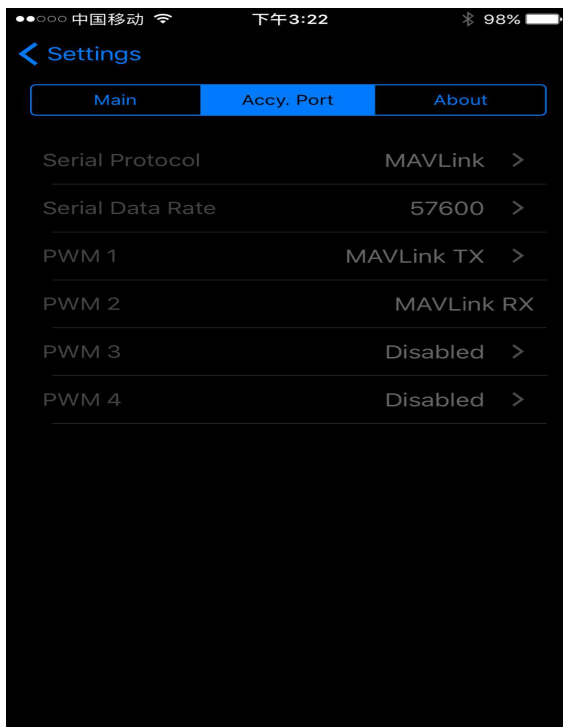 中国移动 下午3:22 98%
Settings
Main Accy. Port About
Serial Protocol MAVLink
Serial Data Rate 57600
PWM 1 MAVLink TX
PWM 2 MAVLink RX
PWM 3 Disabled
PWM 4 Disabled